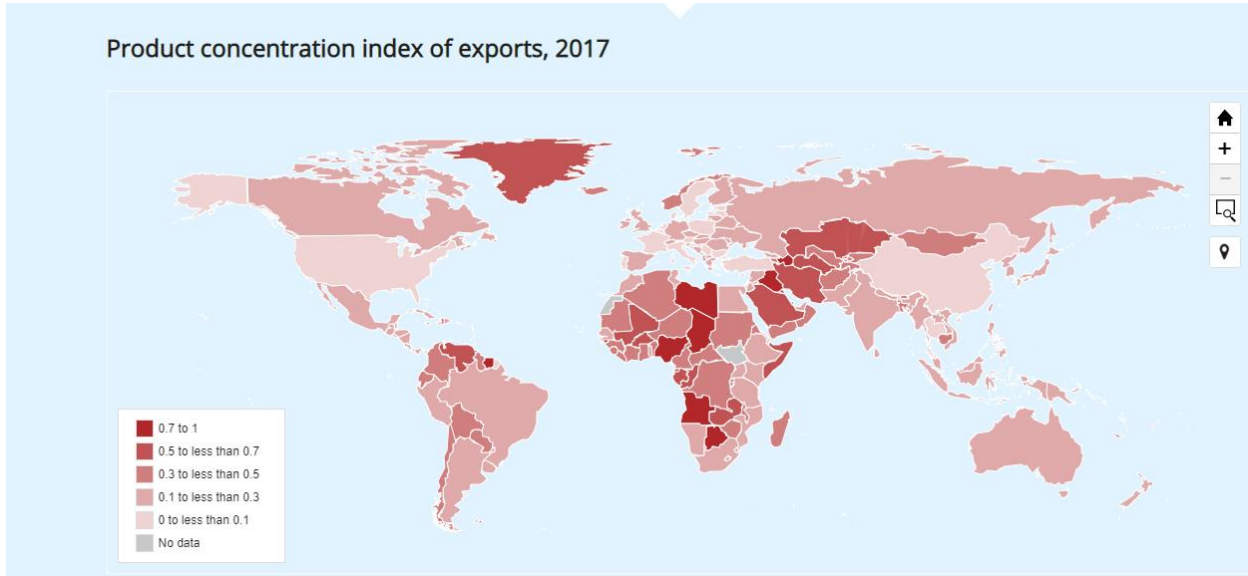 Product concentration index of exports, 2017
+
−
0.7 to 1
0.5 to less than 0.7
0.3 to less than 0.5
0.1 to less than 0.3
0 to less than 0.1
No data